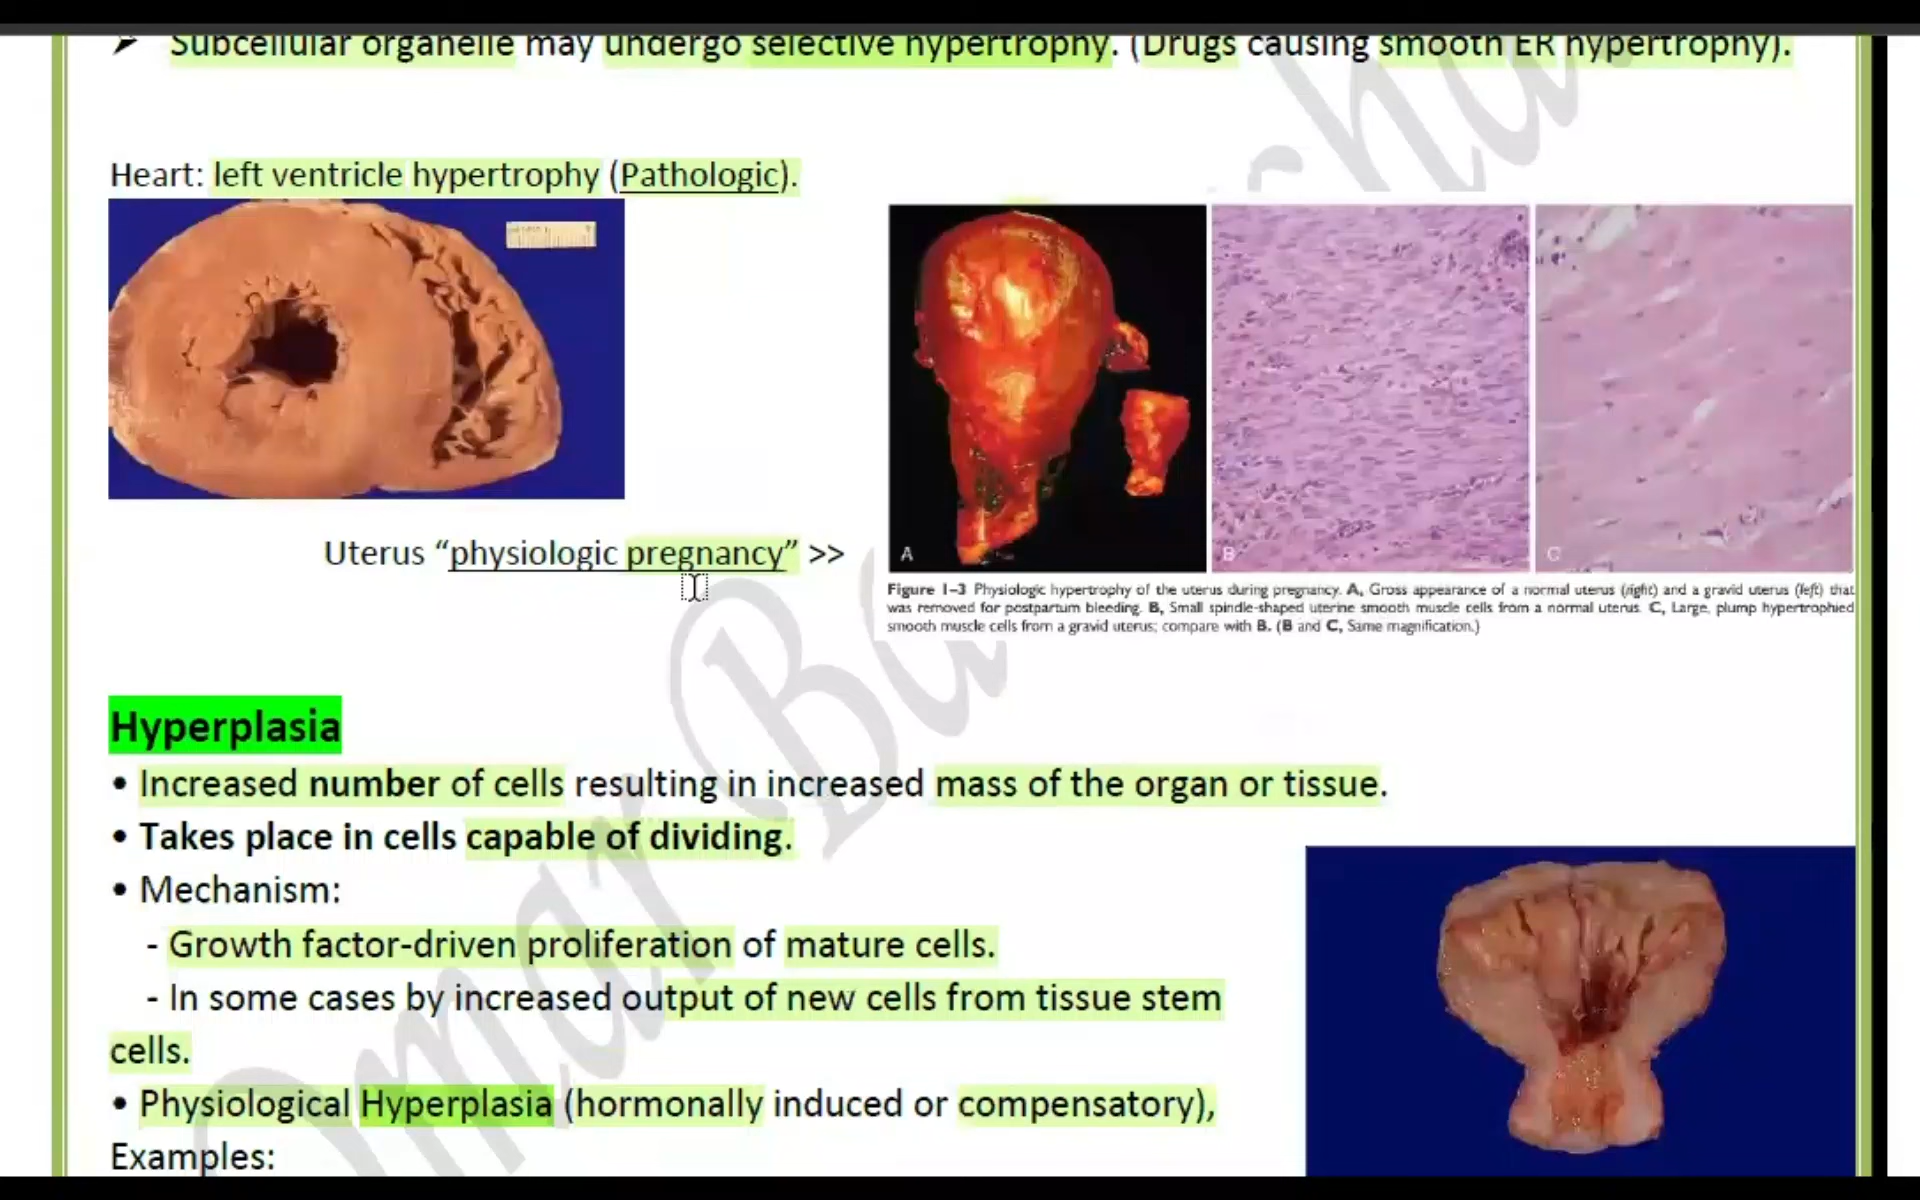 ➤ Subcellular organelle may undergo selective hypertrophy. (Drugs causing smooth ER hypertrophy).
Heart: left ventricle hypertrophy (Pathologic).
A
B
C
Uterus “physiologic pregnancy” >>
Figure 1–3 Physiologic hypertrophy of the uterus during pregnancy. A, Gross appearance of a normal uterus (right) and a gravid uterus (left) that
was removed for postpartum bleeding. B, Small spindle-shaped uterine smooth muscle cells from a normal uterus. C, Large, plump hypertrophied
smooth muscle cells from a gravid uterus; compare with B. (B and C, Same magnification.)
Hyperplasia
• Increased number of cells resulting in increased mass of the organ or tissue.
• Takes place in cells capable of dividing.
• Mechanism:
- Growth factor-driven proliferation of mature cells.
- In some cases by increased output of new cells from tissue stem
cells.
• Physiological Hyperplasia (hormonally induced or compensatory),
Examples: